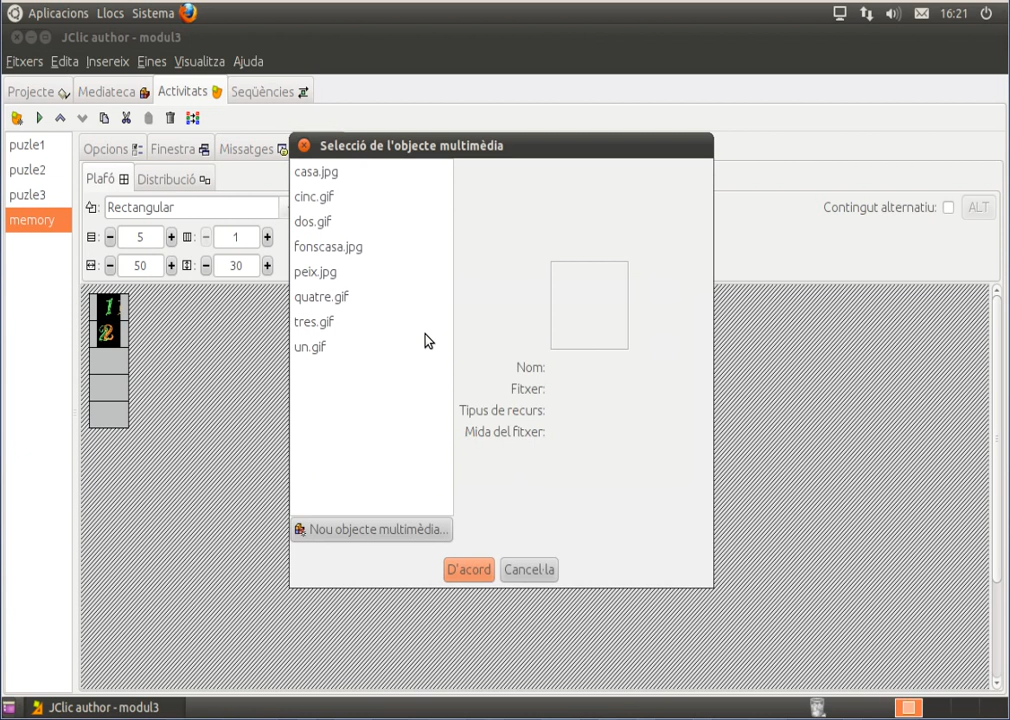 Aplicacions Llocs Sistema 16:21
JClic author - modul3
Fitxers Edita Insereix Eines Visualitza Ajuda
Projecte Mediateca Activitats Seqüències
puzle1
puzle2
puzle3
memory
Opcions Finestra Missatges
Plafó Distribució
Rectangular
Contingut alternatiu: ALT
5 1
50 30
1
2
Selecció de l'objecte multimèdia
casa.jpg
cinc.gif
dos.gif
fonscasa.jpg
peix.jpg
quatre.gif
tres.gif
un.gif
Nom:
Fitxer:
Tipus de recurs:
Mida del fitxer:
Nou objecte multimèdia...
D'acord Cancel·la
JClic author - modul3